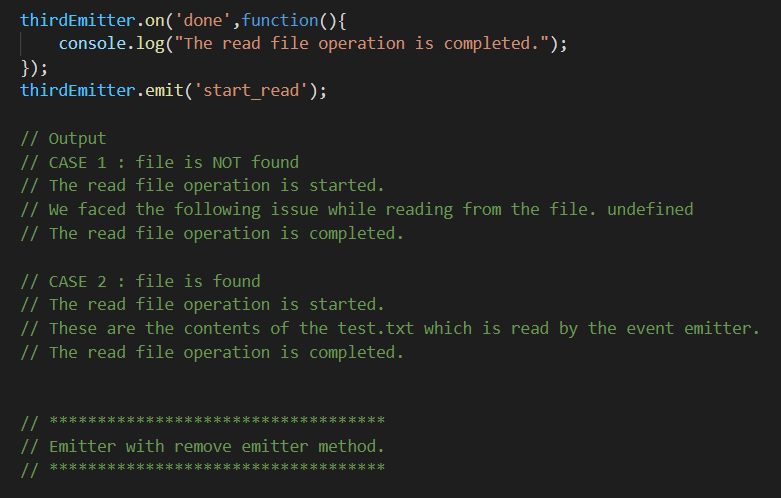 thirdEmitter.on('done',function(){
    console.log("The read file operation is completed.");
});
thirdEmitter.emit('start_read');
// Output
// CASE 1 : file is NOT found
// The read file operation is started.
// We faced the following issue while reading from the file. undefined
// The read file operation is completed.
// CASE 2 : file is found
// The read file operation is started.
// These are the contents of the test.txt which is read by the event emitter.
// The read file operation is completed.
// ***********************************
// Emitter with remove emitter method.
// ***********************************